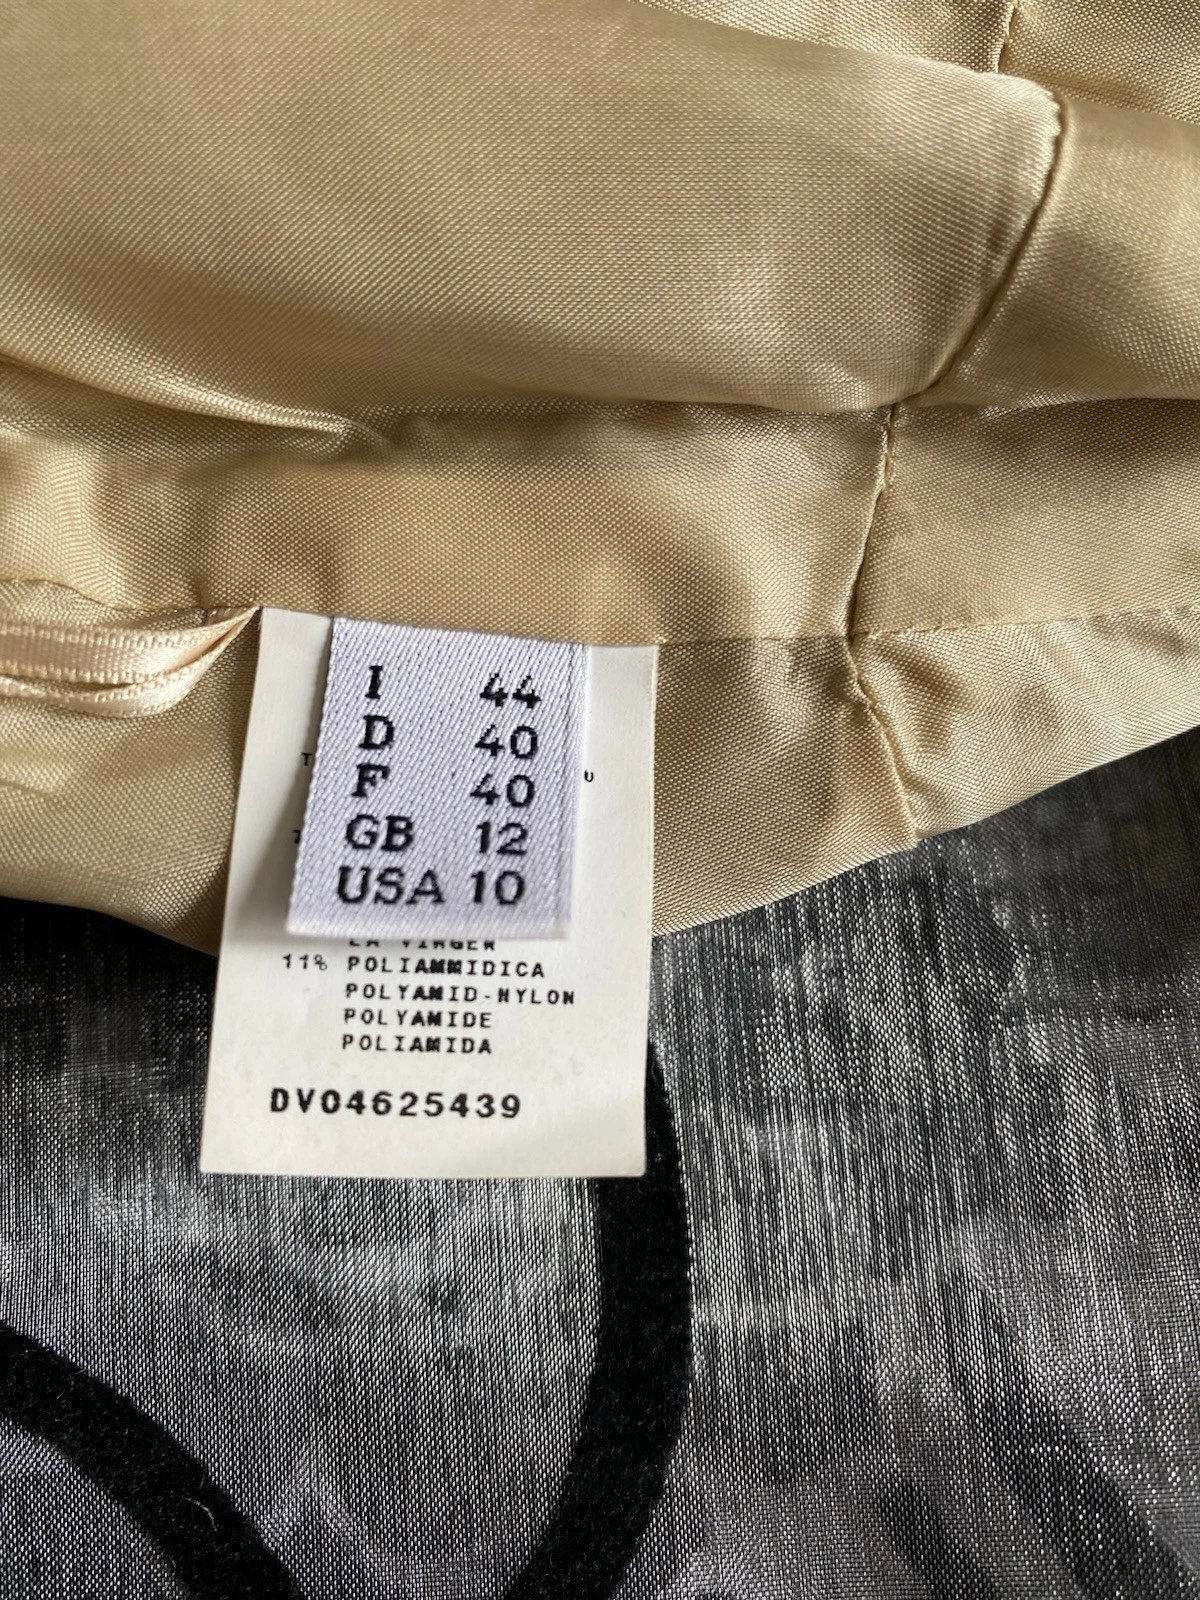 I 44
D 40
F 40
GB 12
USA 10
11% POLIAMMIDICA
POLYAMID-NYLON
POLYAMIDE
POLIAMIDA
DV04625439